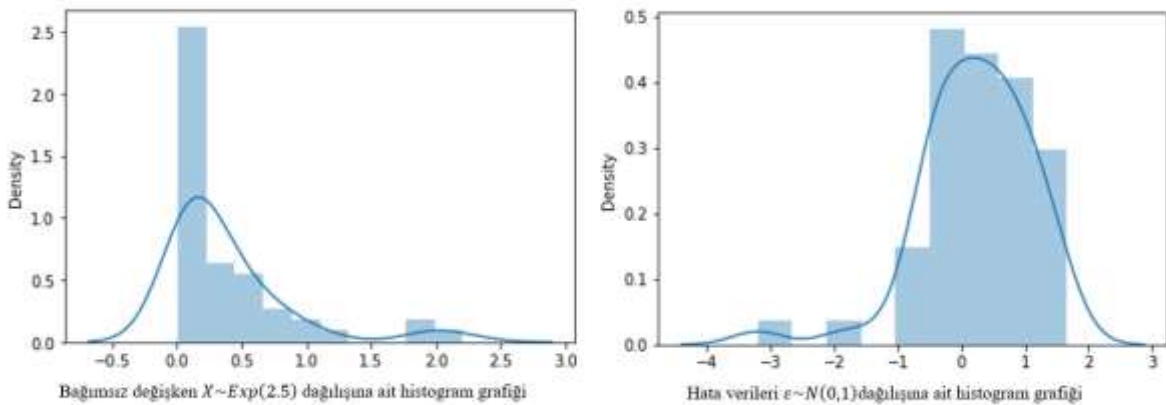 2.5
2.0
1.5
1.0
0.5
0.0
Density
−0.5 0.0 0.5 1.0 1.5 2.0 2.5 3.0
Bağımsız değişken X~Exp(2.5) dağılışına ait histogram grafiği
0.5
0.4
0.3
0.2
0.1
0.0
Density
−4 −3 −2 −1 0 1 2 3
Hata verileri ε~N(0,1)dağılışına ait histogram grafiği